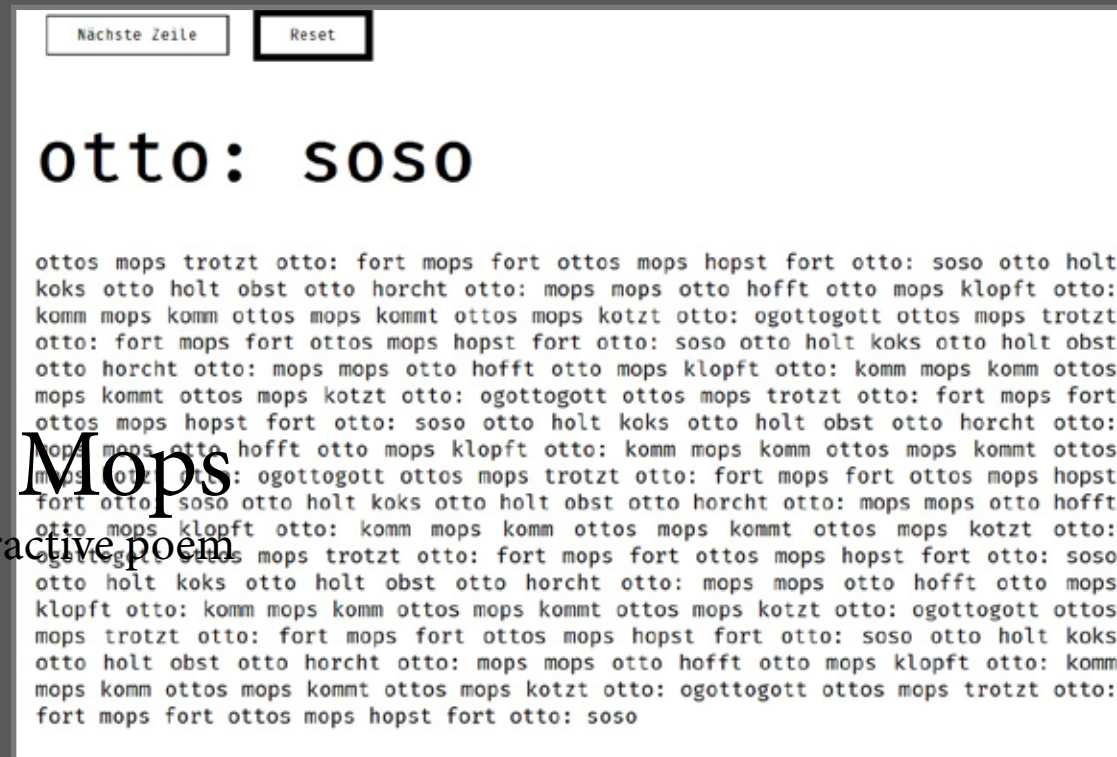 Nächste Zeile Reset
otto: soso
ottos mops trotzt otto: fort mops fort ottos mops hopst fort otto: soso otto holt
koks otto holt obst otto horcht otto: mops mops otto hofft otto mops klopft otto:
komm mops komm ottos mops kommt ottos mops kotzt otto: ogottogott ottos mops trotzt
otto: fort mops fort ottos mops hopst fort otto: soso otto holt koks otto holt obst
otto horcht otto: mops mops otto hofft otto mops klopft otto: komm mops komm ottos
mops kommt ottos mops kotzt otto: ogottogott ottos mops trotzt otto: fort mops fort
ottos mops hopst fort otto: soso otto holt koks otto holt obst otto horcht otto:
mops mops otto hofft otto mops klopft otto: komm mops komm ottos mops kommt ottos
mops kotzt otto: ogottogott ottos mops trotzt otto: fort mops fort ottos mops hopst
fort otto: soso otto holt koks otto holt obst otto horcht otto: mops mops otto hofft
otto mops klopft otto: komm mops komm ottos mops kommt ottos mops kotzt otto:
ogottogott ottos mops trotzt otto: fort mops fort ottos mops hopst fort otto: soso
otto holt koks otto holt obst otto horcht otto: mops mops otto hofft otto mops
klopft otto: komm mops komm ottos mops kommt ottos mops kotzt otto: ogottogott ottos
mops trotzt otto: fort mops fort ottos mops hopst fort otto: soso otto holt koks
otto holt obst otto horcht otto: mops mops otto hofft otto mops klopft otto: komm
mops komm ottos mops kommt ottos mops kotzt otto: ogottogott ottos mops trotzt otto:
fort mops fort ottos mops hopst fort otto: soso
Mops
ractive poem